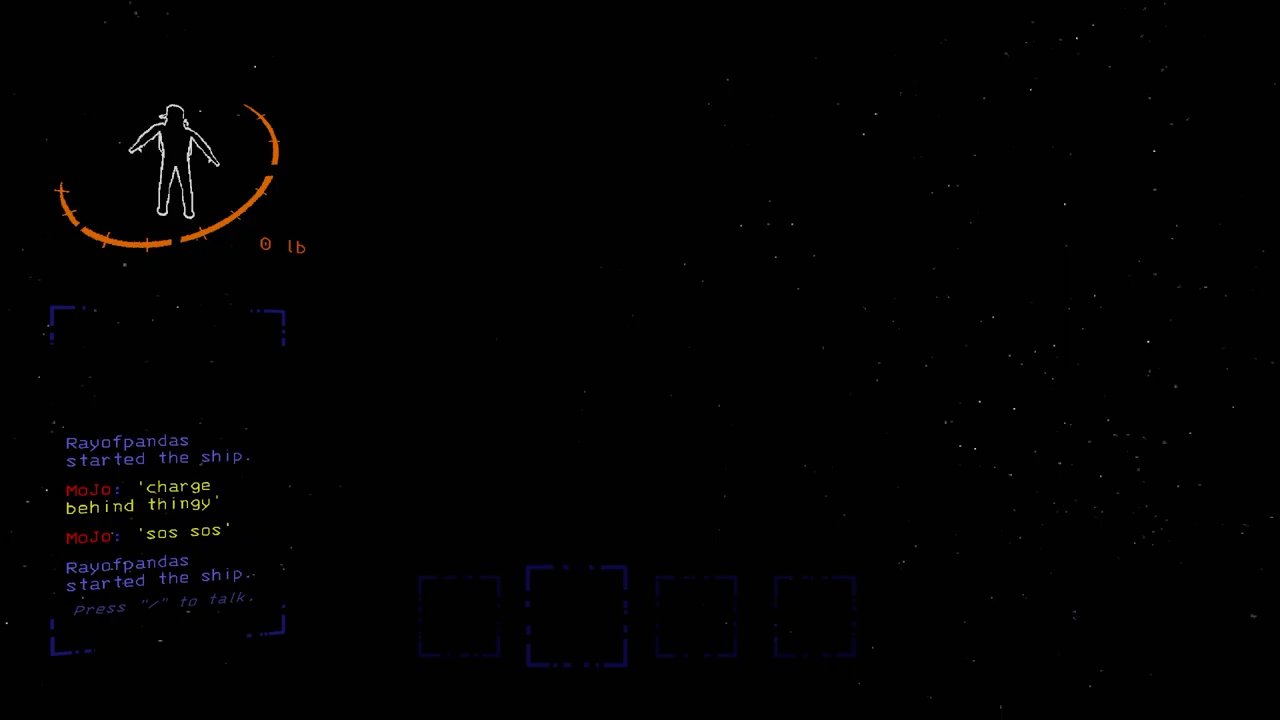 0 lb
Rayofpandas
started the ship.
MoJo: 'charge
behind thingy'
MoJo: 'sos sos'
Rayofpandas
started the ship.
Press "/" to talk.